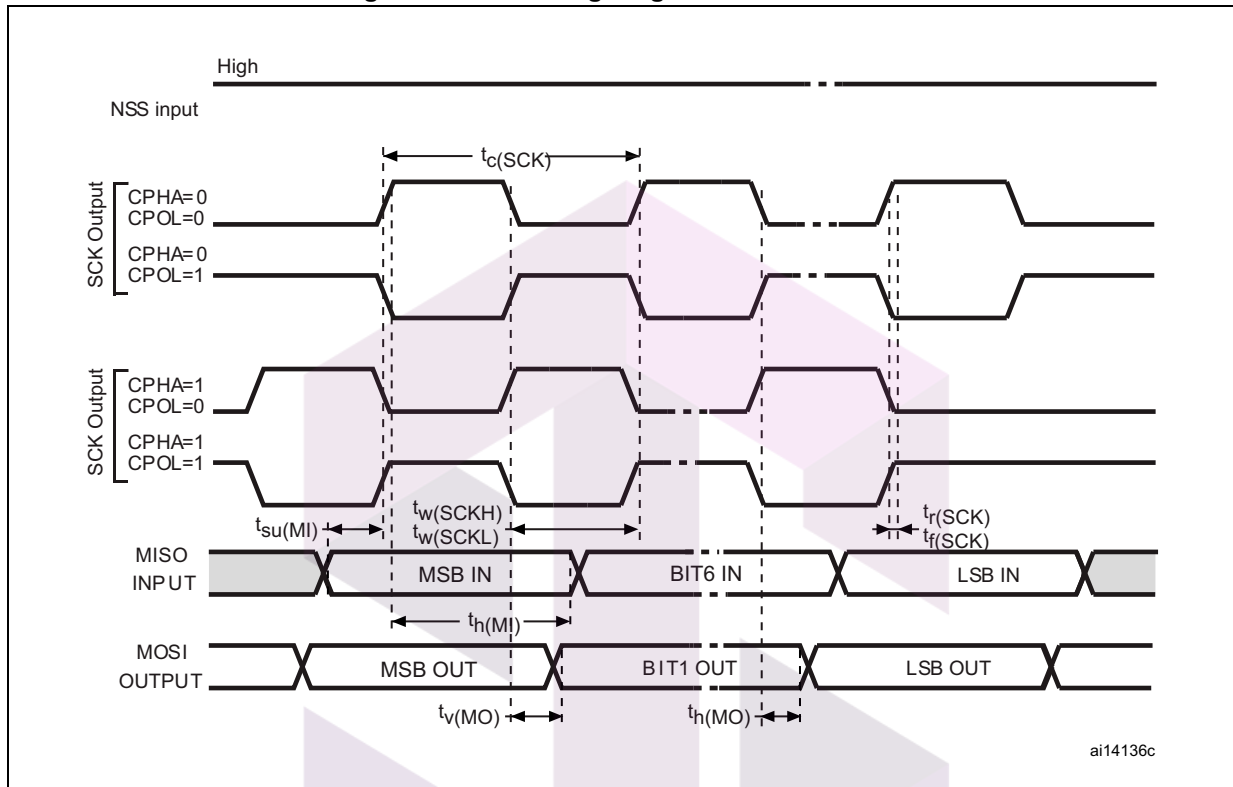 High
NSS input
tc(SCK)
SCK Output
CPHA=0
CPOL=0
CPHA=0
CPOL=1
SCK Output
CPHA=1
CPOL=0
CPHA=1
CPOL=1
tsu(MI)
tw(SCKH)
tw(SCKL)
tr(SCK)
tf(SCK)
MISO
INPUT
MSB IN
BIT6 IN
LSB IN
th(MI)
MOSI
OUTPUT
MSB OUT
BIT1 OUT
LSB OUT
tv(MO)
th(MO)
ai14136c